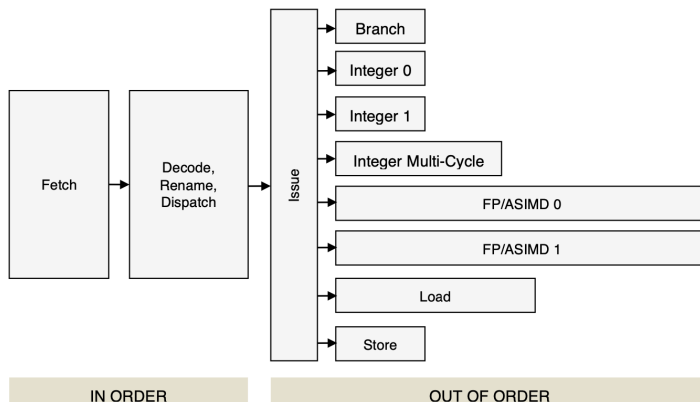 Branch
Integer 0
Integer 1
Integer Multi-Cycle
Fetch
Decode,
Rename,
Dispatch
Issue
FP/ASIMD 0
FP/ASIMD 1
Load
Store
IN ORDER
OUT OF ORDER